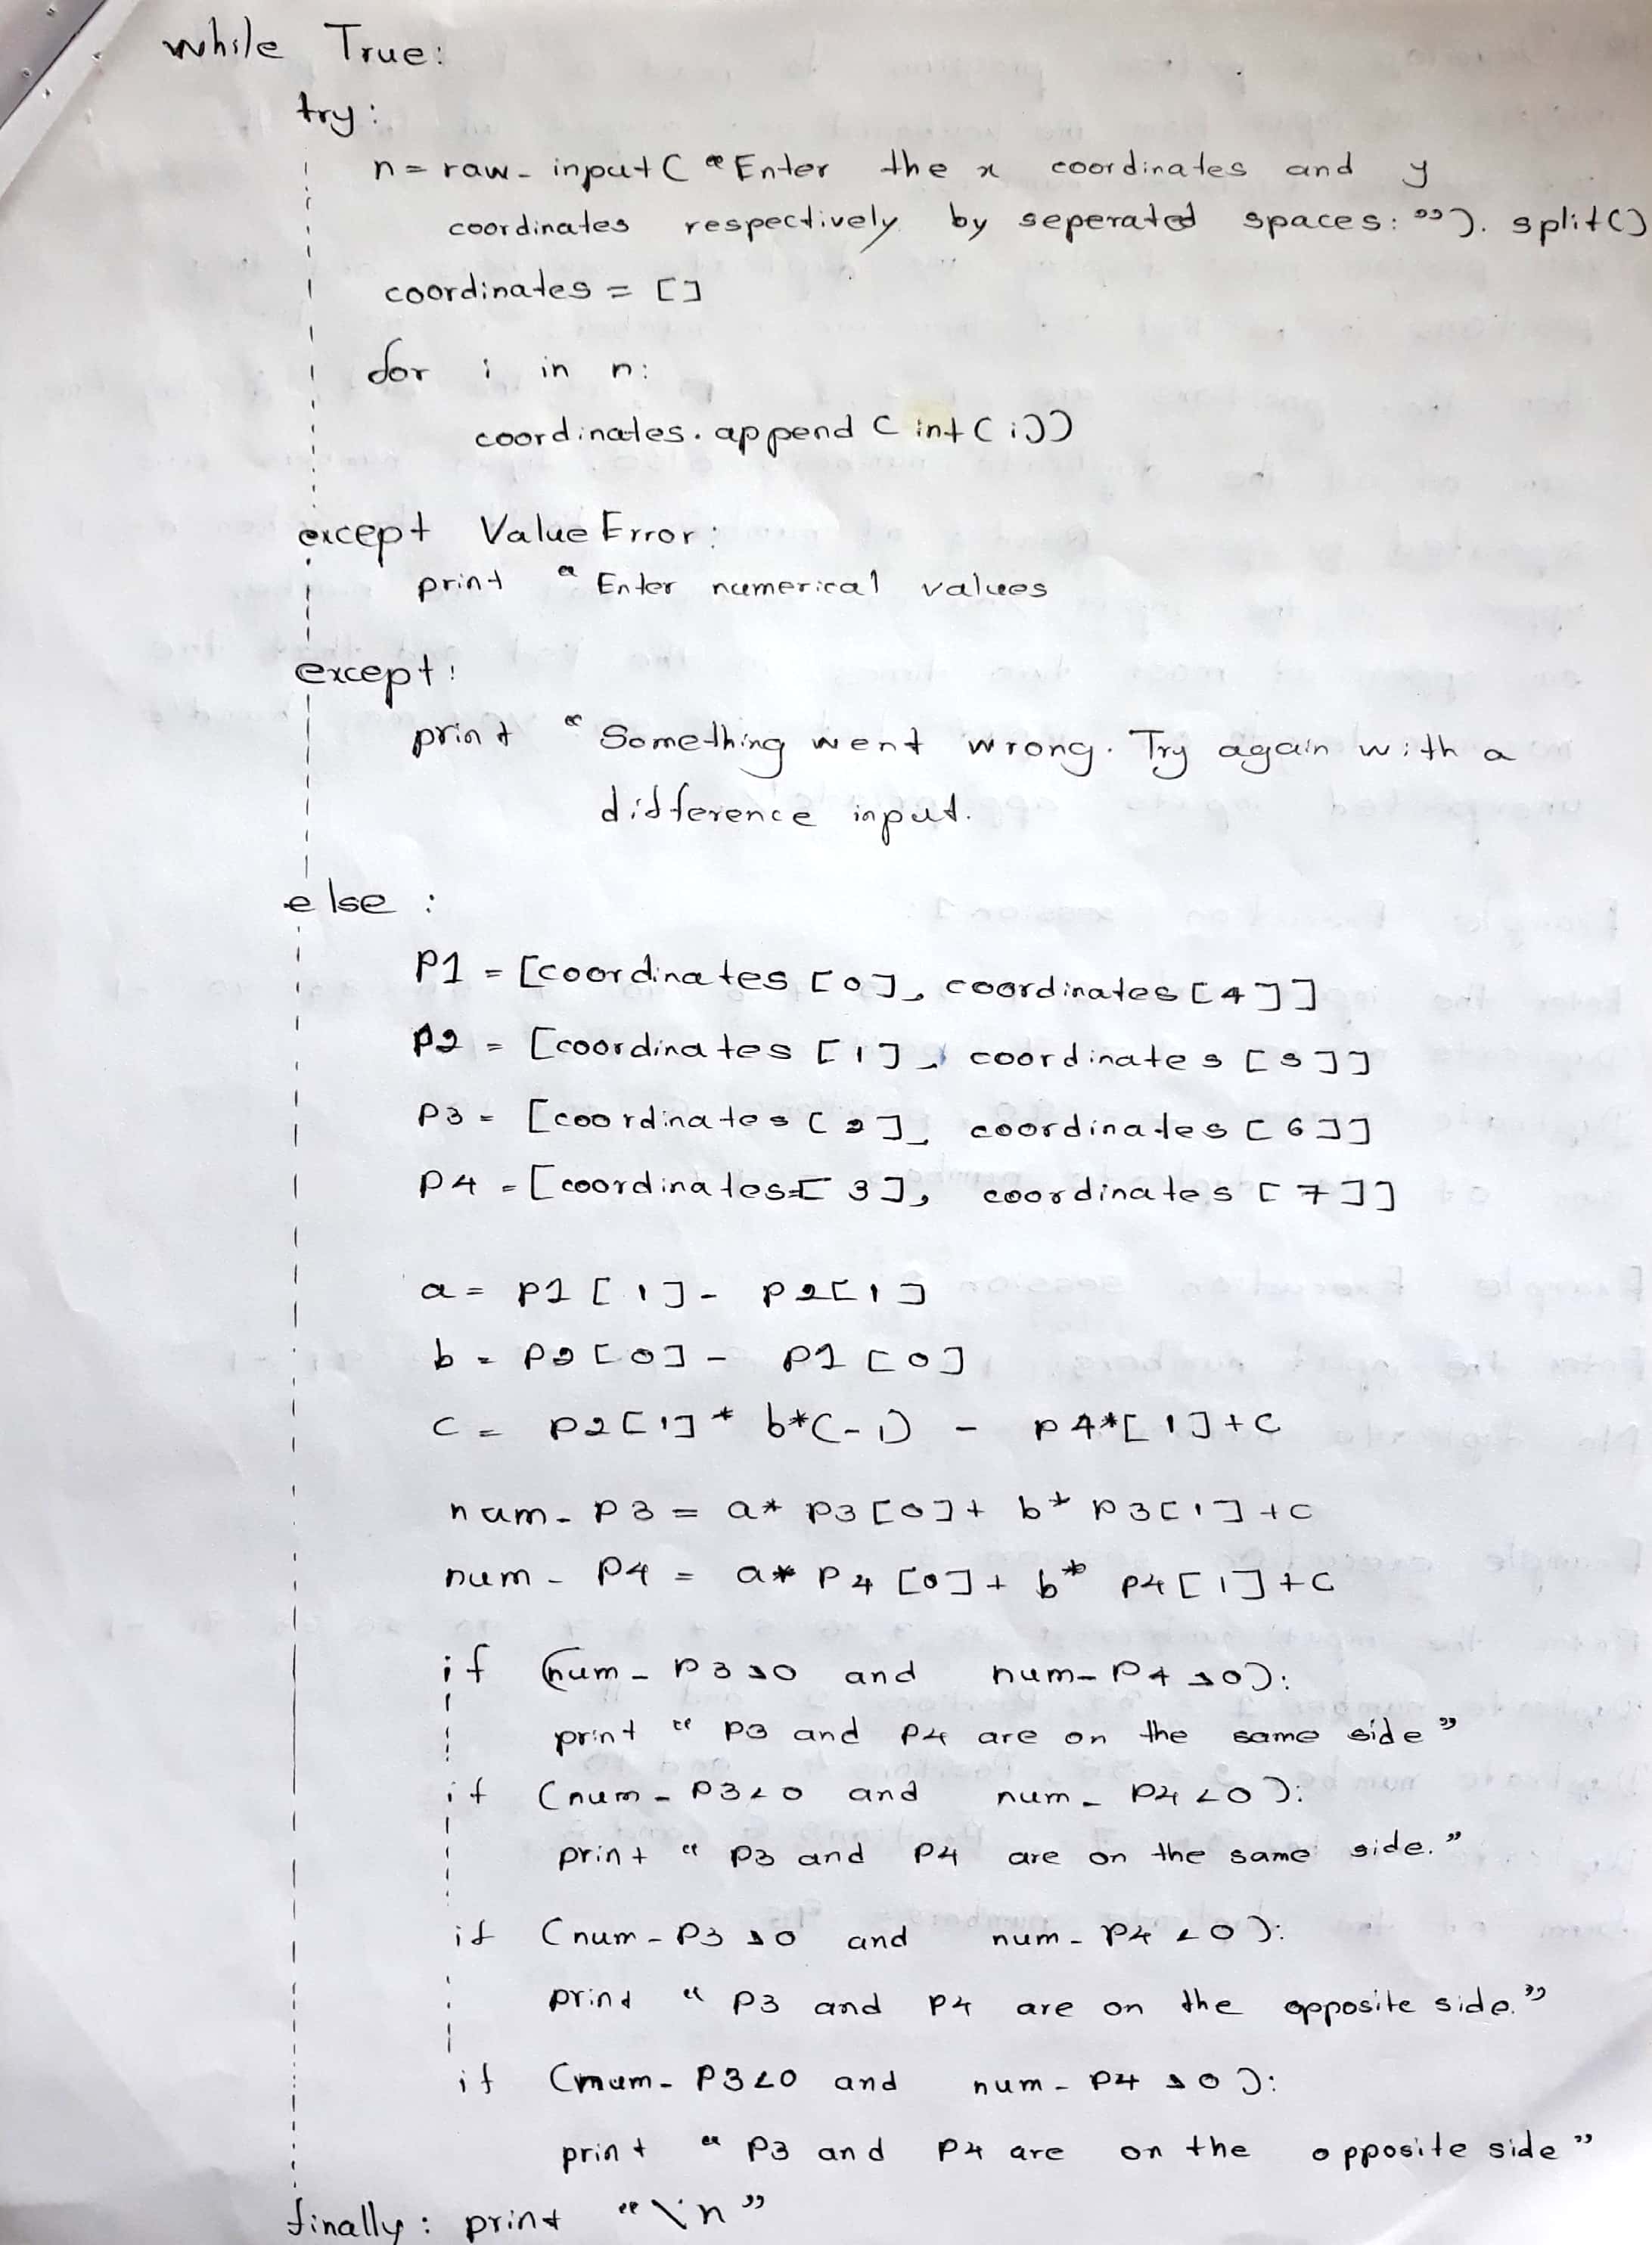 while True:
try:
n = raw_input ( "Enter the x coordinates and y
coordinates respectively by seperated spaces: "). split()
coordinates = []
for i in n:
coordinates.append (int(i))
except ValueError:
print " Enter numerical values
except:
print " Something went wrong. Try again with a
difference input.
else :
P1 = [coordinates [0], coordinates [4]]
P2 = [coordinates [1], coordinates [5]]
P3 = [coordinates [2], coordinates [6]]
P4 = [coordinates [3], coordinates [7]]
a = P1 [1] - P2[1]
b = P2 [0] - P1 [0]
c = P2[1] * b*(-1) - P4*[1]+c
num_P3 = a* P3 [0] + b* P3[1] +c
num_P4 = a* P4 [0] + b* P4 [1] +c
if (num_P3>0 and num_P4>0):
print " P3 and P4 are on the same side "
if (num_P3<0 and num_P4<0):
print " P3 and P4 are on the same side. "
if (num_P3>0 and num_P4<0):
print " P3 and P4 are on the opposite side. "
if (num_P3<0 and num_P4>0):
print " P3 and P4 are on the opposite side "
finally : print "\n"